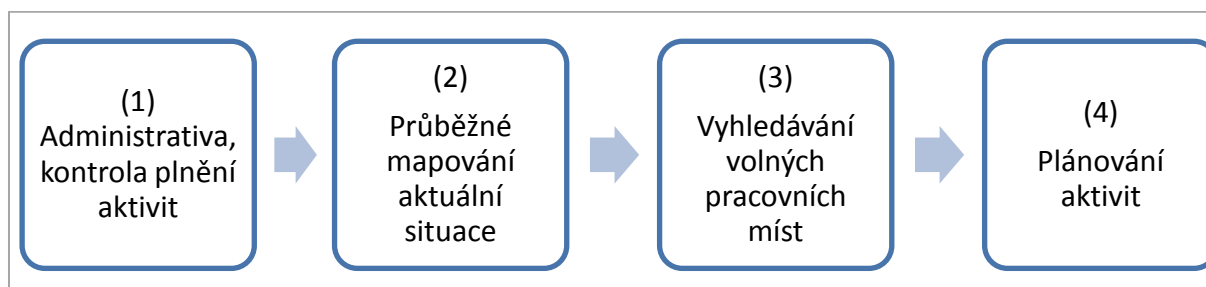 (1)
Administrativa,
kontrola plnění
aktivit
(2)
Průběžné
mapování
aktuální
situace
(3)
Vyhledávání
volných
pracovních
míst
(4)
Plánování
aktivit